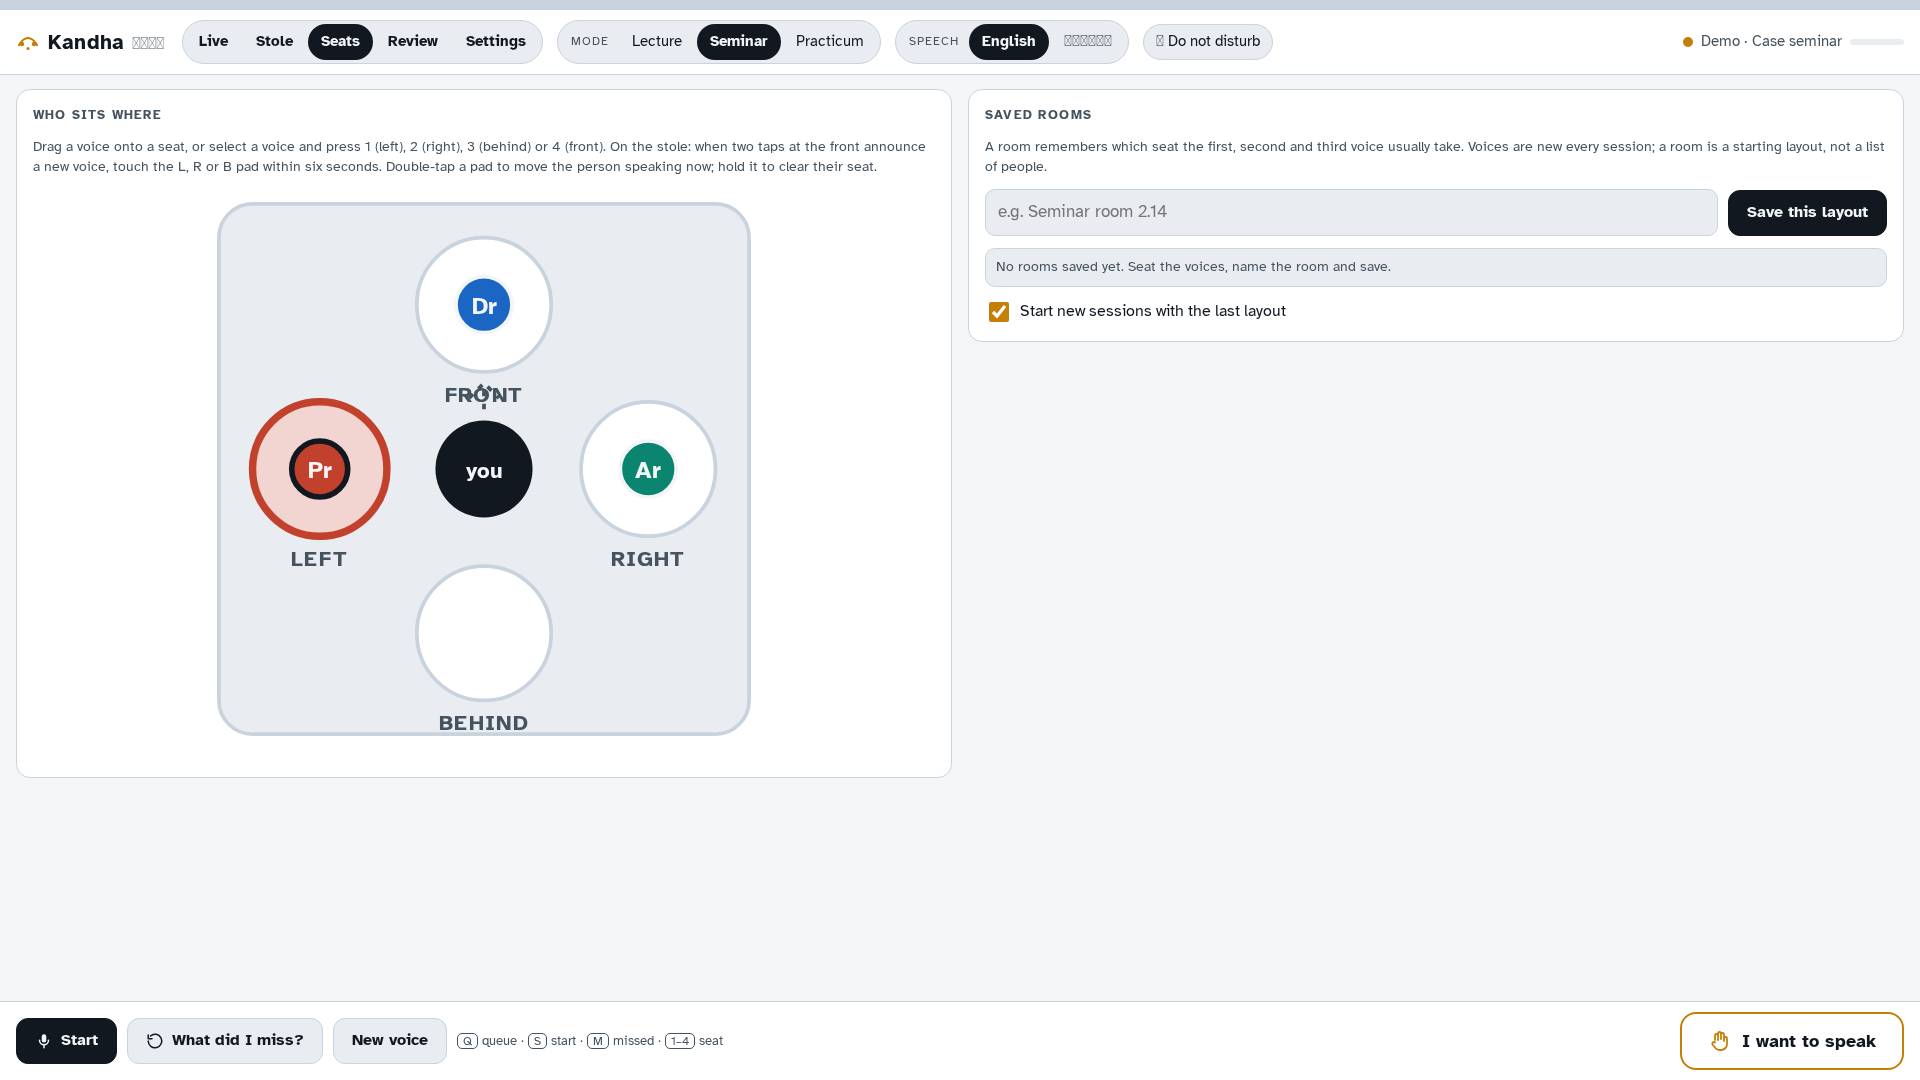 Kandha
Live Stole Seats Review Settings
MODE Lecture Seminar Practicum
SPEECH English
Do not disturb
Demo · Case seminar
WHO SITS WHERE
Drag a voice onto a seat, or select a voice and press 1 (left), 2 (right), 3 (behind) or 4 (front). On the stole: when two taps at the front announce
a new voice, touch the L, R or B pad within six seconds. Double-tap a pad to move the person speaking now; hold it to clear their seat.
Dr
FRONT
Pr
you
Ar
LEFT
RIGHT
BEHIND
SAVED ROOMS
A room remembers which seat the first, second and third voice usually take. Voices are new every session; a room is a starting layout, not a list
of people.
e.g. Seminar room 2.14
Save this layout
No rooms saved yet. Seat the voices, name the room and save.
Start new sessions with the last layout
Start
What did I miss?
New voice
Q queue · S start · M missed · 1–4 seat
I want to speak